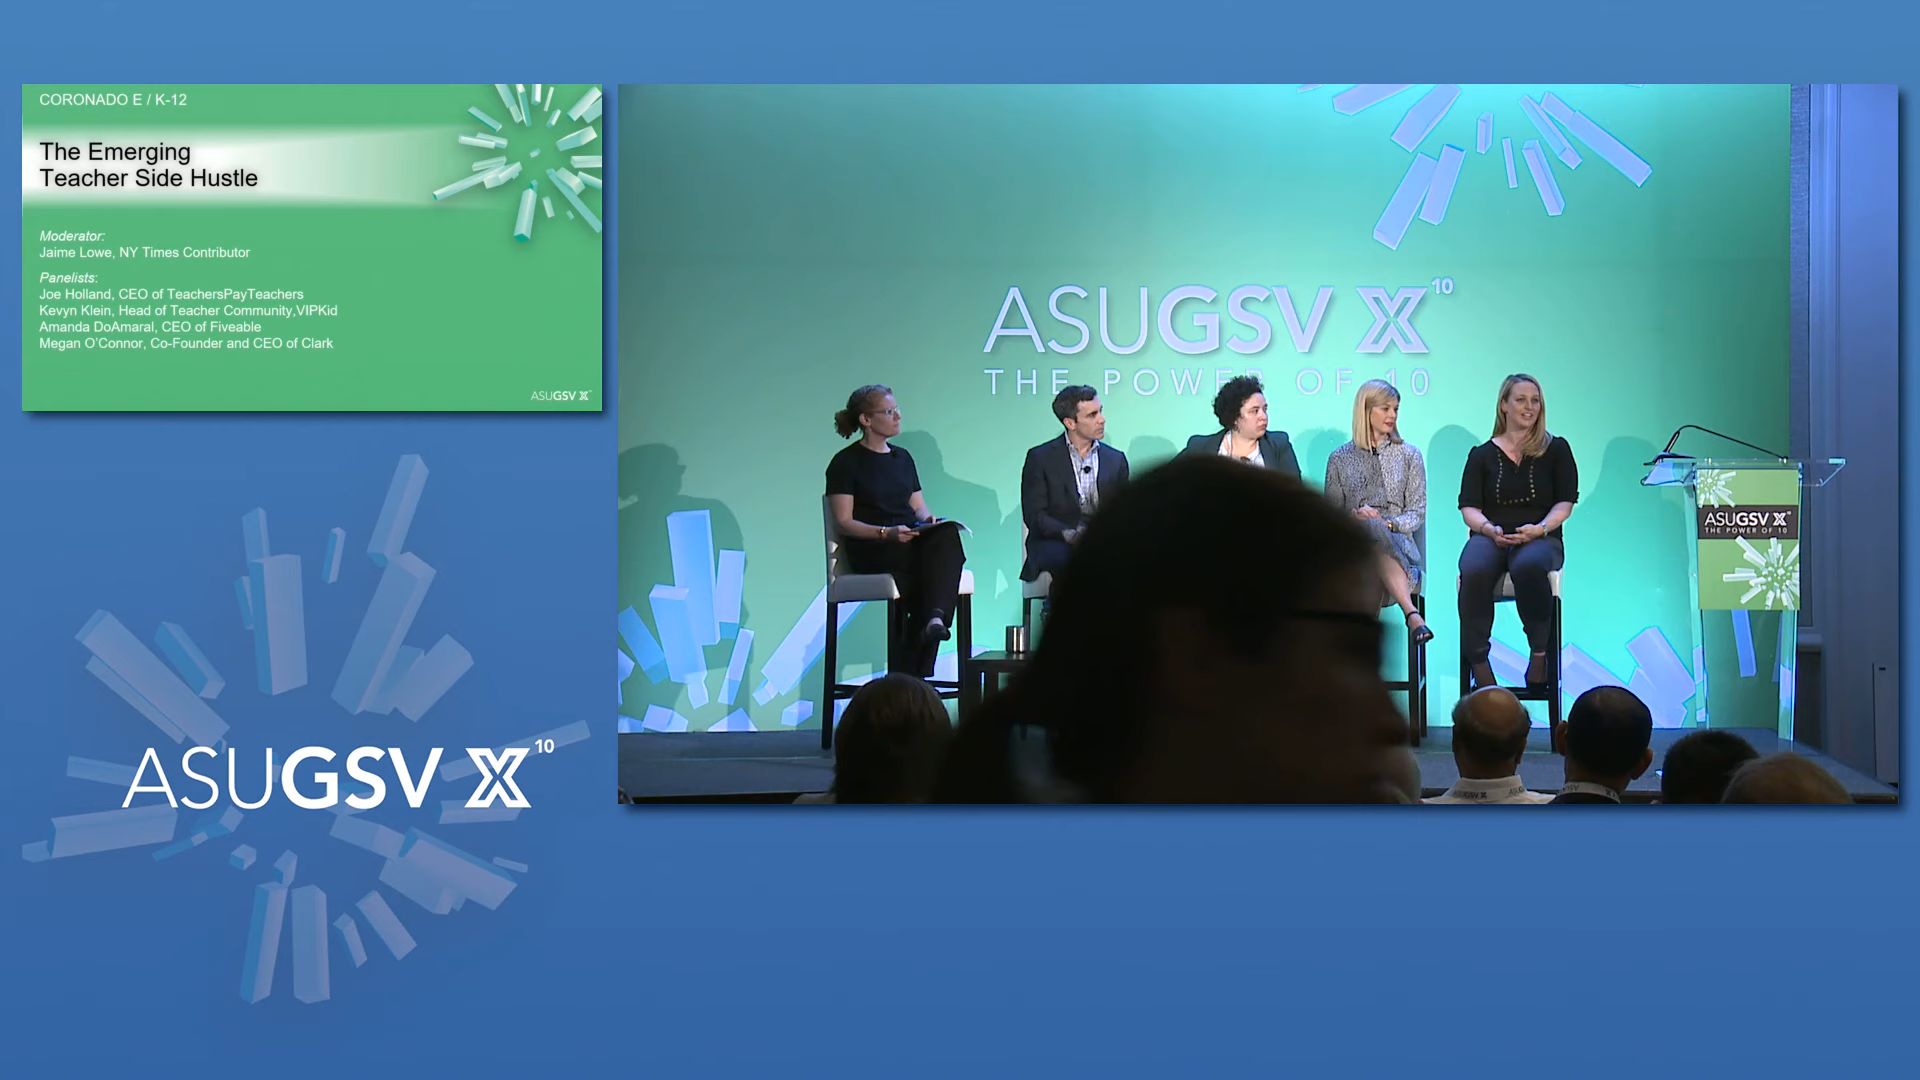 CORONADO E / K-12
The Emerging
Teacher Side Hustle
Moderator:
Jaime Lowe, NY Times Contributor
Panelists:
Joe Holland, CEO of TeachersPayTeachers
Kevyn Klein, Head of Teacher Community,VIPKid
Amanda DoAmaral, CEO of Fiveable
Megan O'Connor, Co-Founder and CEO of Clark
ASUGSV X
ASUGSV X10
ASUGSV X10
THE POWER OF 10
ASUGSV X
THE POWER OF 10